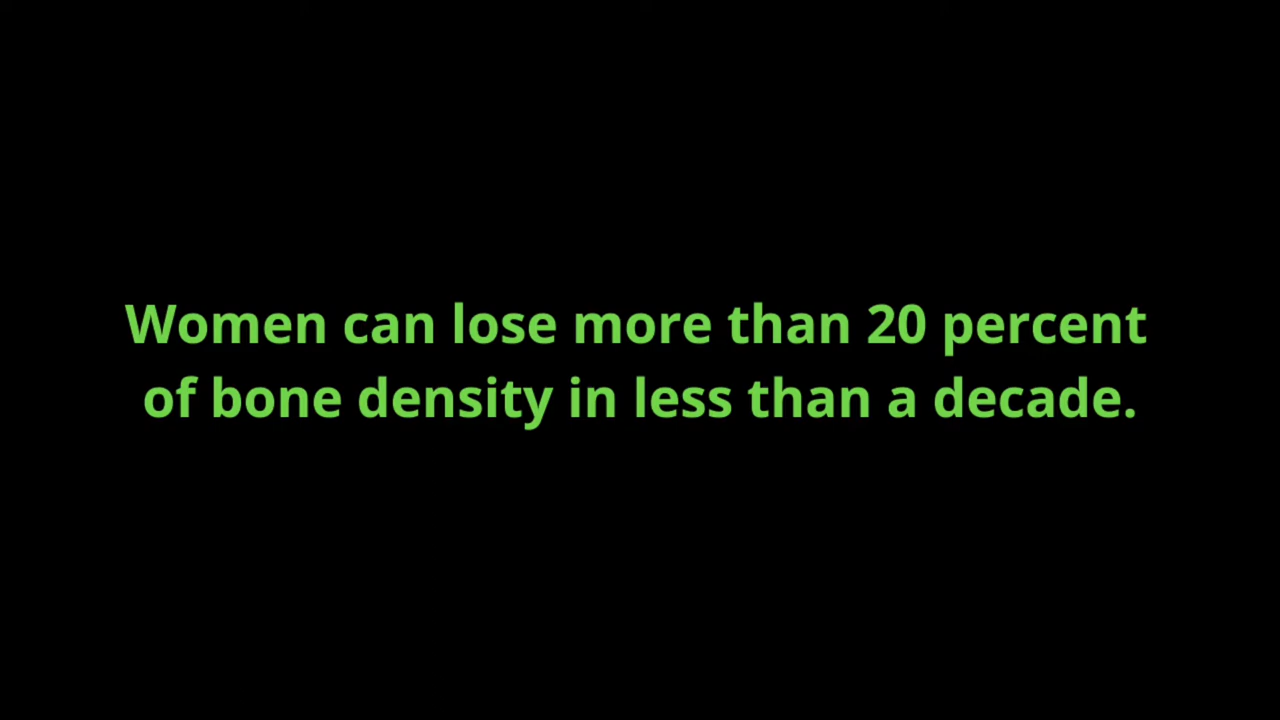 Women can lose more than 20 percent
of bone density in less than a decade.